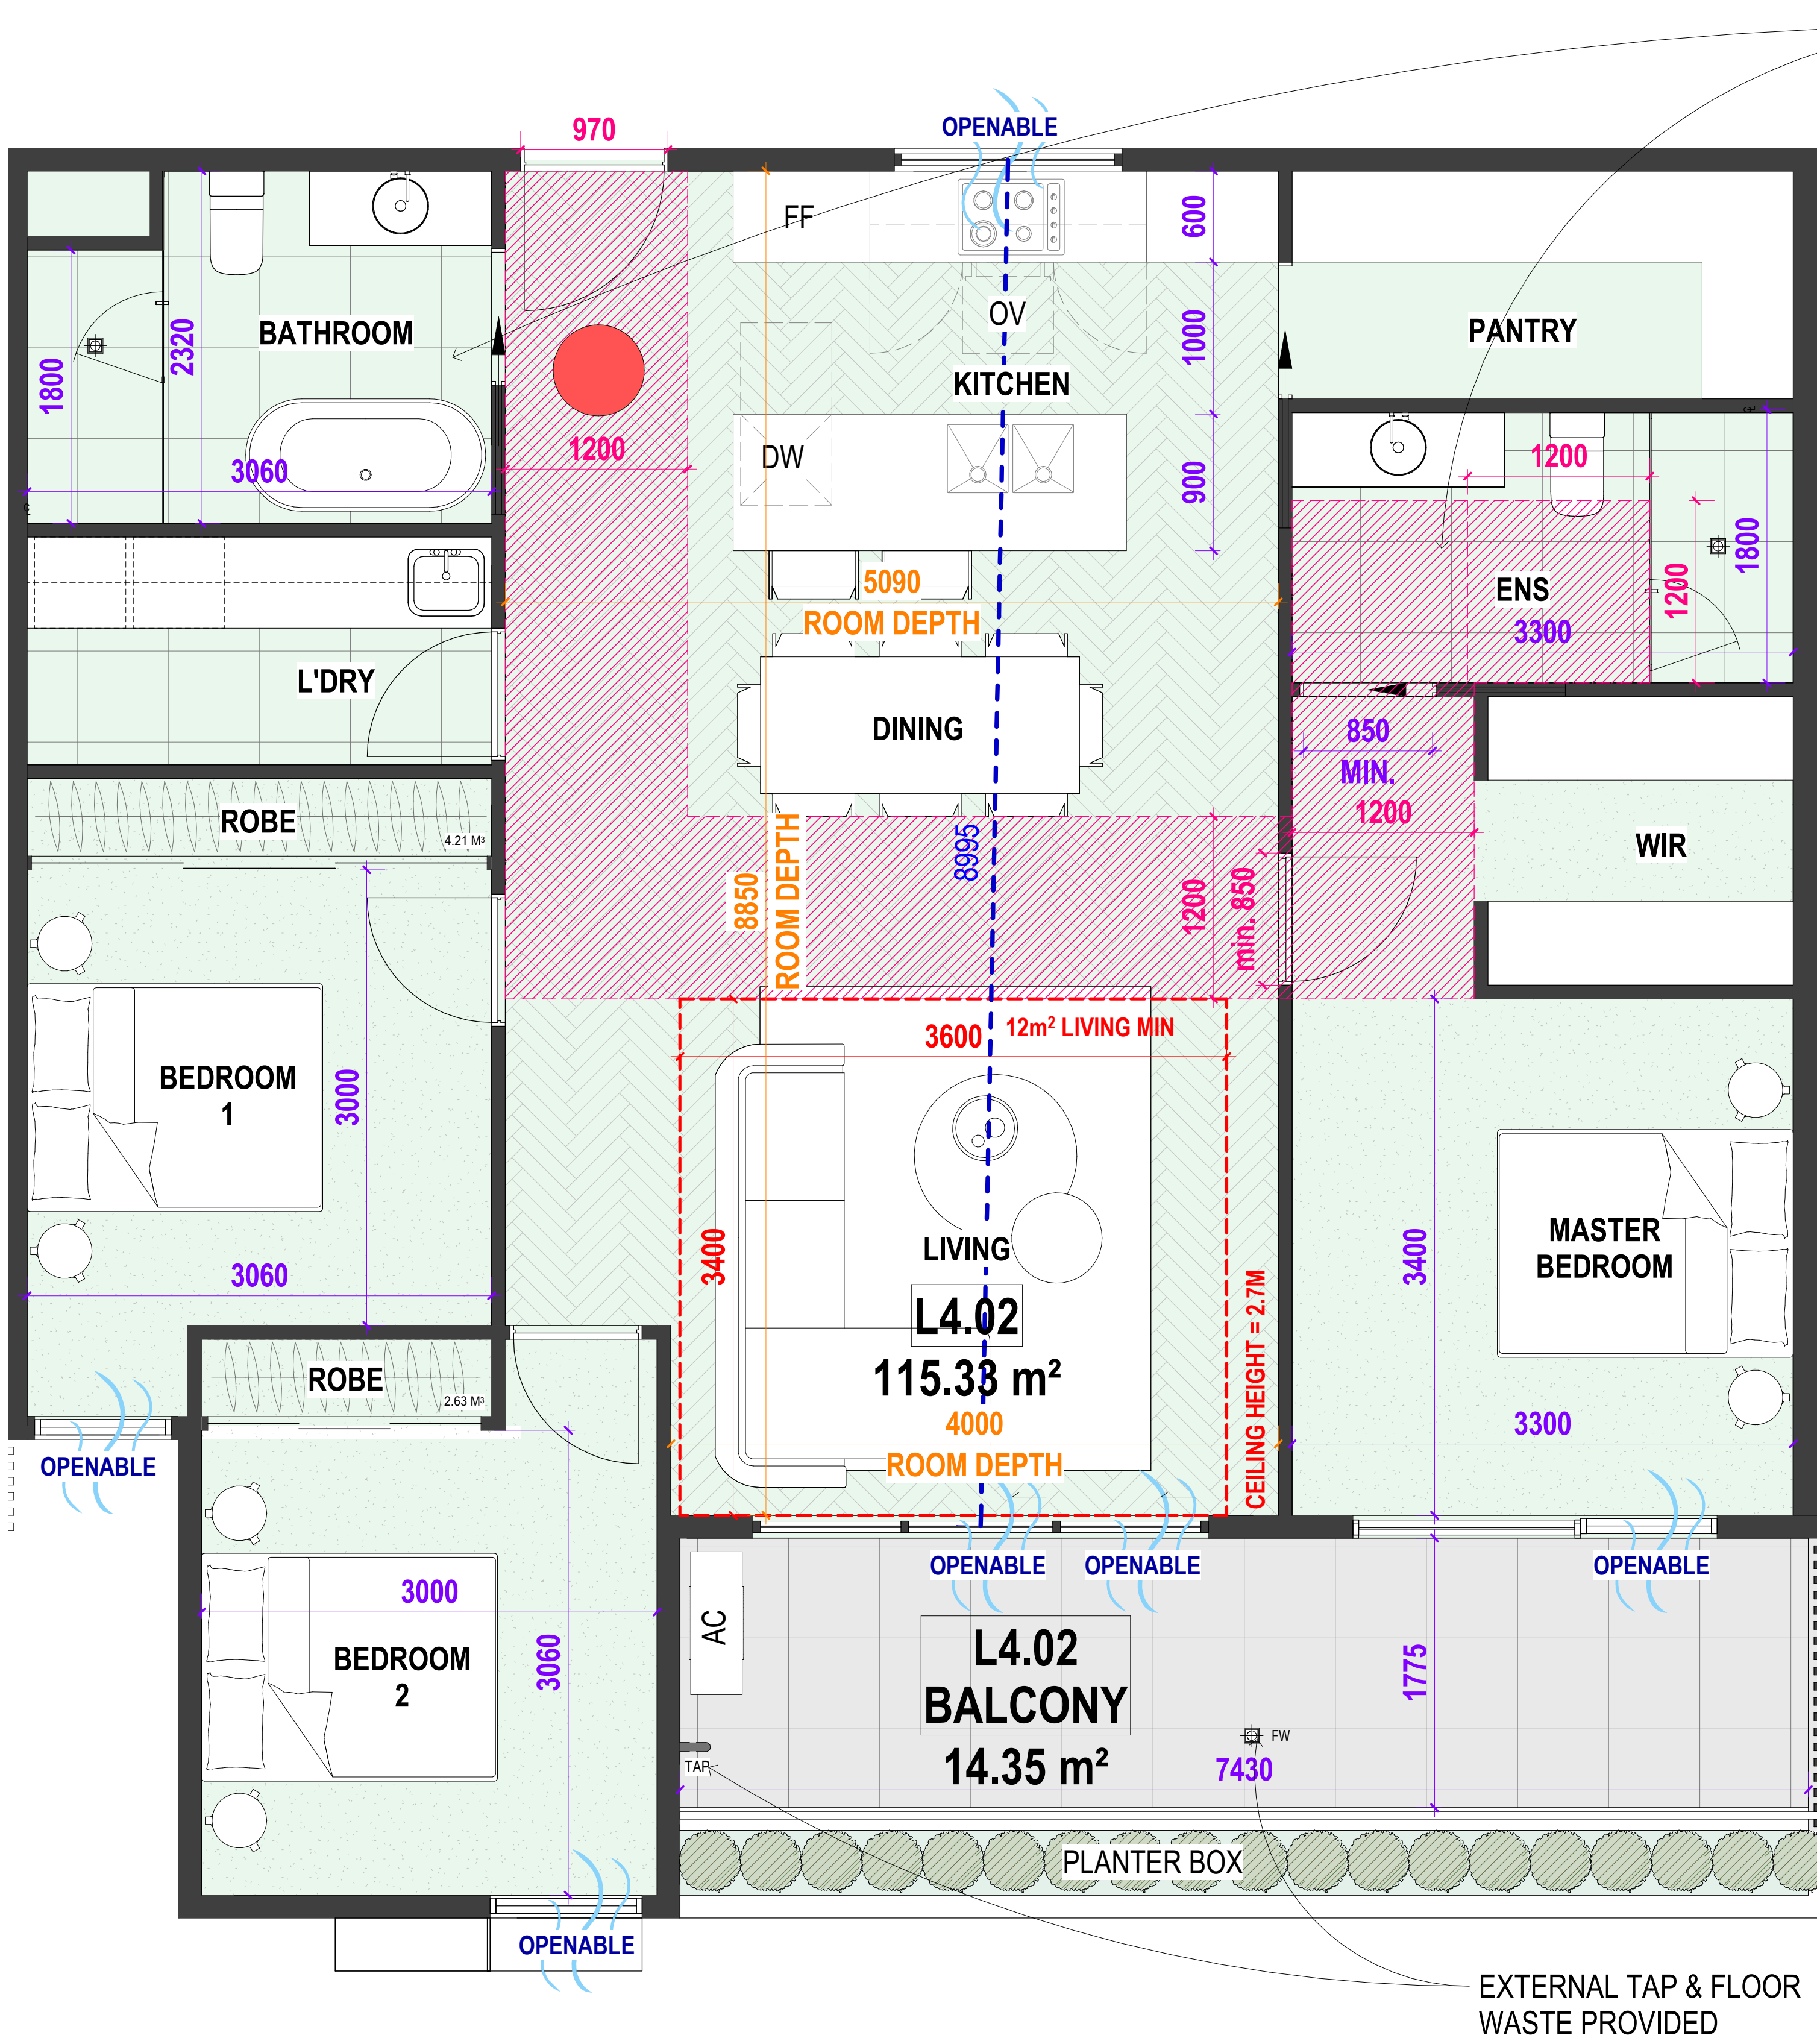 970
OPENABLE
FF
600
BATHROOM
2320
1800
OV
1000
KITCHEN
PANTRY
1200
3060
DW
900
1200
1800
5090
ROOM DEPTH
ENS
3300
1200
L'DRY
DINING
850
MIN.
1200
ROBE
4.21 M³
8850
ROOM DEPTH
8995
1200
min. 850
WIR
BEDROOM
1
3000
3060
3600
12m² LIVING MIN
3400
LIVING
L4.02
115.33 m²
CEILING HEIGHT = 2.7M
4000
ROOM DEPTH
MASTER
BEDROOM
3400
3300
ROBE
2.63 M³
OPENABLE
OPENABLE
OPENABLE
OPENABLE
3000
BEDROOM
2
3060
AC
L4.02
BALCONY
14.35 m²
1775
FW
TAP
7430
PLANTER BOX
OPENABLE
EXTERNAL TAP & FLOOR
WASTE PROVIDED